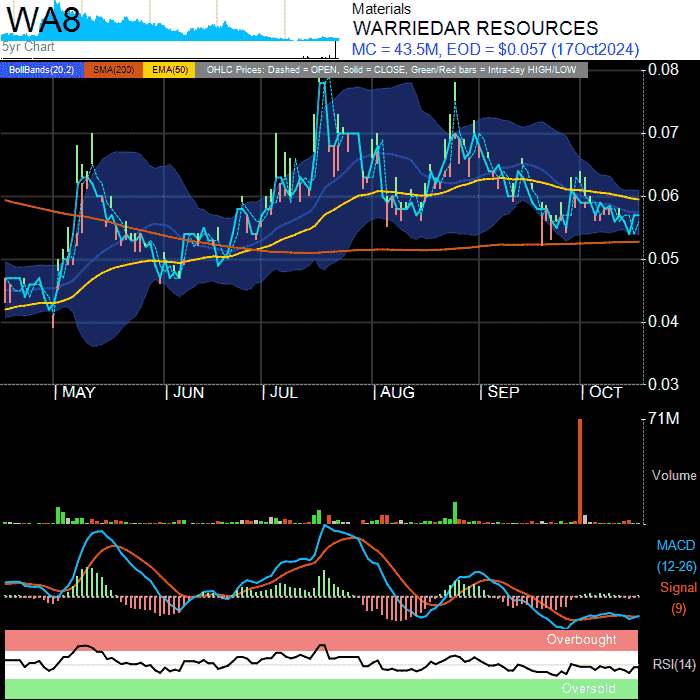 WA8
Materials
WARRIEDAR RESOURCES
5yr Chart
MC = 43.5M, EOD = $0.057 (17Oct2024)
BollBands(20,2) SMA(200) EMA(50) OHLC Prices: Dashed = OPEN, Solid = CLOSE, Green/Red bars = Intra-day HIGH/LOW
0.08
0.07
0.06
0.05
0.04
0.03
MAY JUN JUL AUG SEP OCT
71M
Volume
MACD
(12-26)
Signal
(9)
Overbought
RSI(14)
Oversold